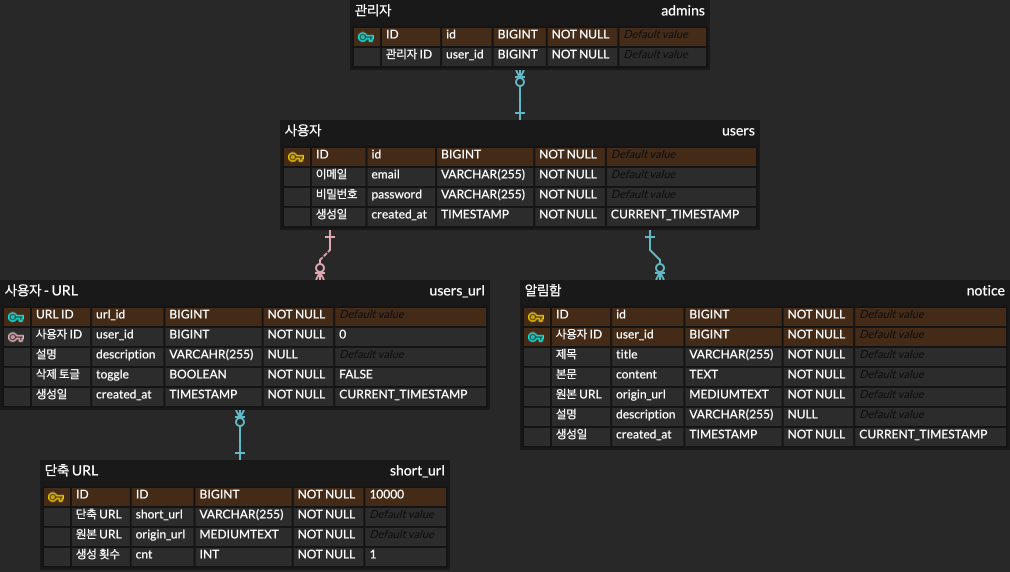 관리자 admins
ID id BIGINT NOT NULL Default value
관리자 ID user_id BIGINT NOT NULL Default value
사용자 users
ID id BIGINT NOT NULL Default value
이메일 email VARCHAR(255) NOT NULL Default value
비밀번호 password VARCHAR(255) NOT NULL Default value
생성일 created_at TIMESTAMP NOT NULL CURRENT_TIMESTAMP
사용자 - URL users_url
URL ID url_id BIGINT NOT NULL Default value
사용자 ID user_id BIGINT NOT NULL 0
설명 description VARCAHR(255) NULL Default value
삭제 토글 toggle BOOLEAN NOT NULL FALSE
생성일 created_at TIMESTAMP NOT NULL CURRENT_TIMESTAMP
알림함 notice
ID id BIGINT NOT NULL Default value
사용자 ID user_id BIGINT NOT NULL Default value
제목 title VARCHAR(255) NOT NULL Default value
본문 content TEXT NOT NULL Default value
원본 URL origin_url MEDIUMTEXT NOT NULL Default value
설명 description VARCHAR(255) NULL Default value
생성일 created_at TIMESTAMP NOT NULL CURRENT_TIMESTAMP
단축 URL short_url
ID ID BIGINT NOT NULL 10000
단축 URL short_url VARCHAR(255) NOT NULL Default value
원본 URL origin_url MEDIUMTEXT NOT NULL Default value
생성 횟수 cnt INT NOT NULL 1